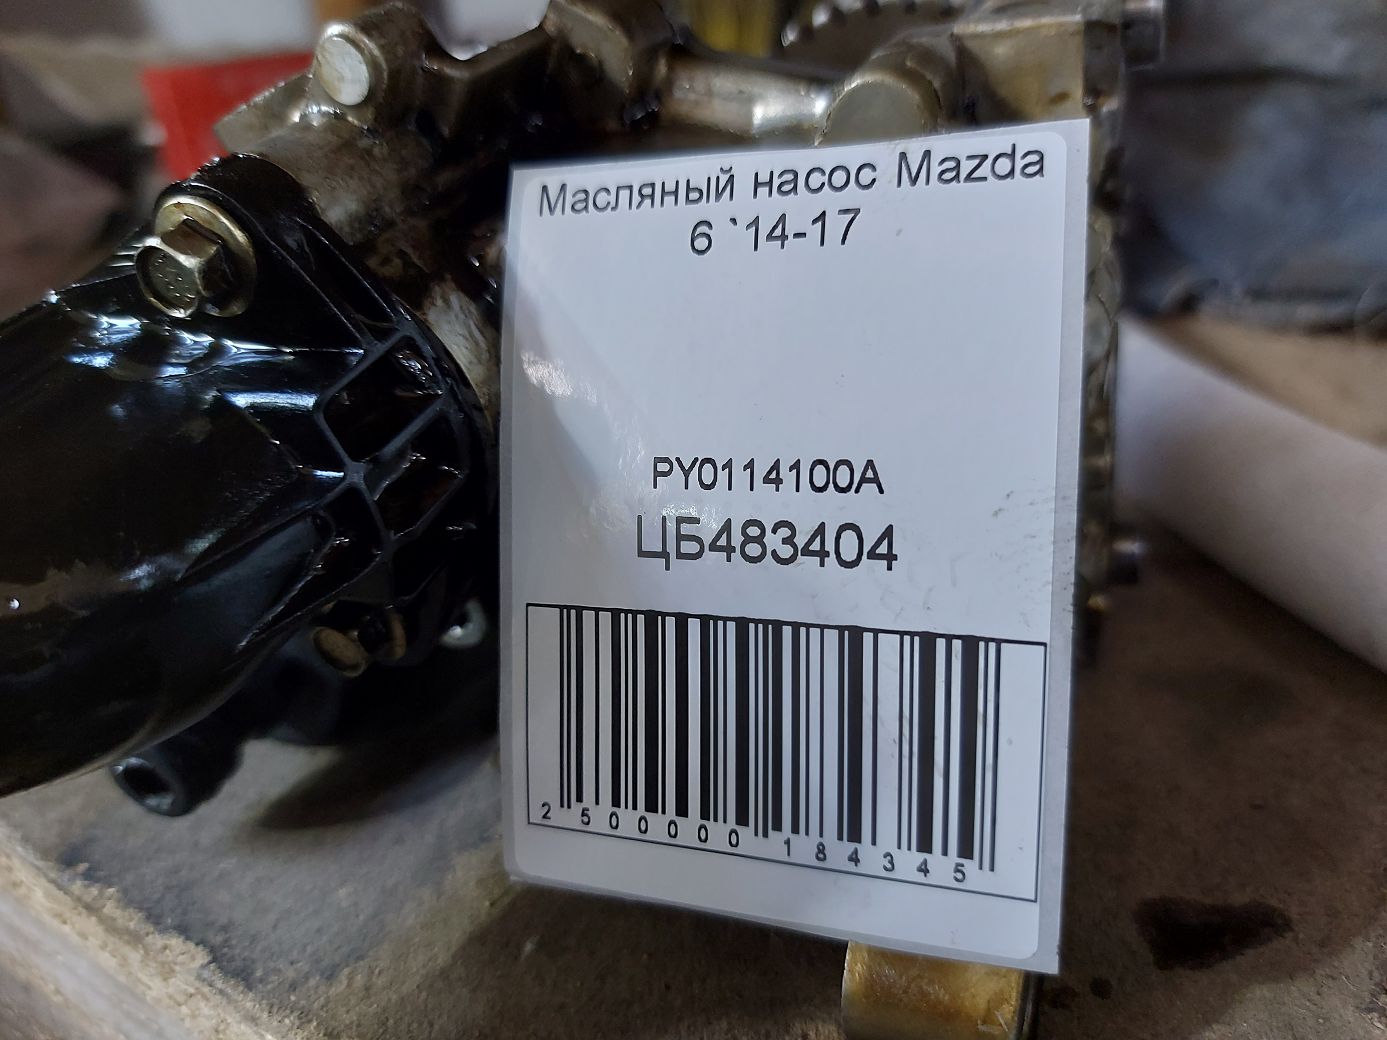 Масляный насос Mazda
6 `14-17
PY0114100A
ЦБ483404
2 500000 184345